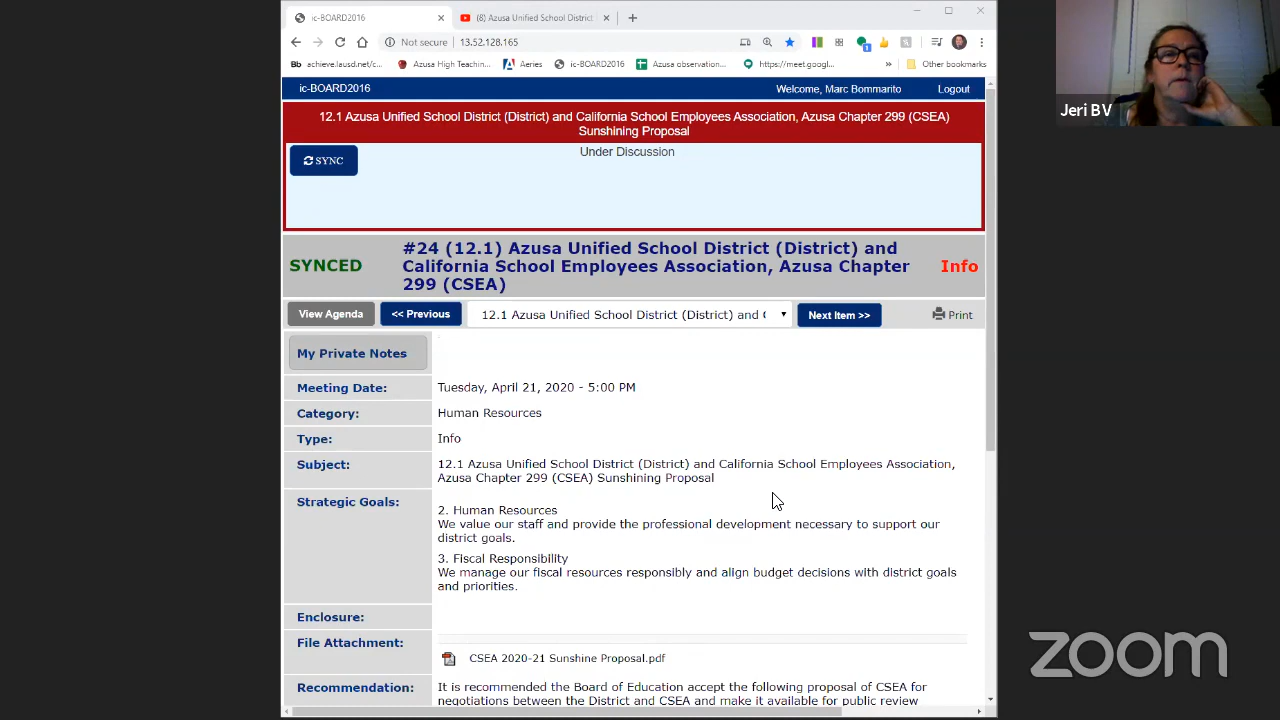 ic-BOARD2016
(8) Azusa Unified School District
Not secure | 13.52.128.165
Bb achieve.lausd.net/c...
Azusa High Teachin...
Aeries
ic-BOARD2016
Azusa observation...
https://meet.googl...
»
Other bookmarks
ic-BOARD2016
Welcome, Marc Bommarito
Logout
12.1 Azusa Unified School District (District) and California School Employees Association, Azusa Chapter 299 (CSEA)
Sunshining Proposal
SYNC
Under Discussion
SYNCED
#24 (12.1) Azusa Unified School District (District) and
California School Employees Association, Azusa Chapter
299 (CSEA)
Info
View Agenda
<< Previous
12.1 Azusa Unified School District (District) and (
Next Item >>
Print
My Private Notes
Meeting Date:
Tuesday, April 21, 2020 - 5:00 PM
Category:
Human Resources
Type:
Info
Subject:
12.1 Azusa Unified School District (District) and California School Employees Association,
Azusa Chapter 299 (CSEA) Sunshining Proposal
Strategic Goals:
2. Human Resources
We value our staff and provide the professional development necessary to support our
district goals.
3. Fiscal Responsibility
We manage our fiscal resources responsibly and align budget decisions with district goals
and priorities.
Enclosure:
File Attachment:
CSEA 2020-21 Sunshine Proposal.pdf
Recommendation:
It is recommended the Board of Education accept the following proposal of CSEA for
negotiations between the District and CSEA and make it available for public review
Jeri BV
zoom